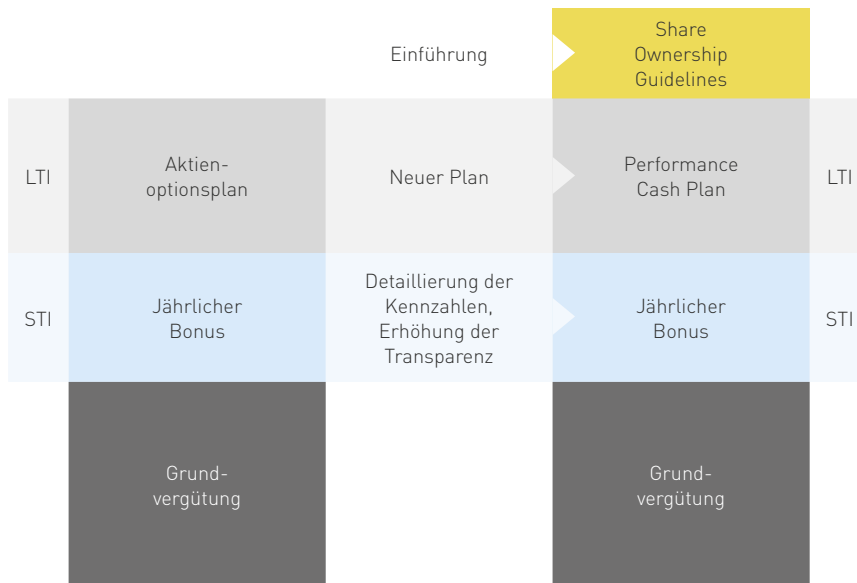 Einführung
Share
Ownership
Guidelines
LTI
Aktien-
optionsplan
Neuer Plan
Performance
Cash Plan
LTI
STI
Jährlicher
Bonus
Detaillierung der
Kennzahlen,
Erhöhung der
Transparenz
Jährlicher
Bonus
STI
Grund-
vergütung
Grund-
vergütung